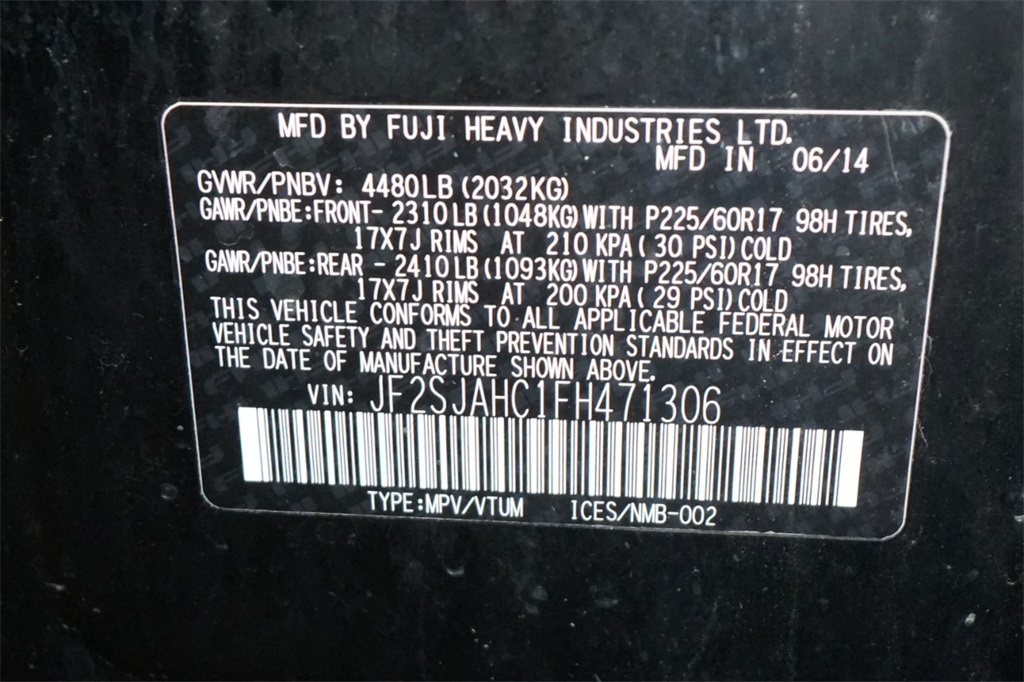 MFD BY FUJI HEAVY INDUSTRIES LTD.
MFD IN 06/14
GVWR/PNBV: 4480LB(2032KG)
GAWR/PNBE:FRONT- 2310LB(1048KG)WITH P225/60R17 98H TIRES,
17X7J RIMS AT 210 KPA( 30 PSI)COLD
GAWR/PNBE:REAR - 2410LB(1093KG)WITH P225/60R17 98H TIRES,
17X7J RIMS AT 200 KPA( 29 PSI)COLD
THIS VEHICLE CONFORMS TO ALL APPLICABLE FEDERAL MOTOR
VEHICLE SAFETY AND THEFT PREVENTION STANDARDS IN EFFECT ON
THE DATE OF MANUFACTURE SHOWN ABOVE.
VIN: JF2SJAHC1FH471306
TYPE:MPV/VTUM ICES/NMB-002